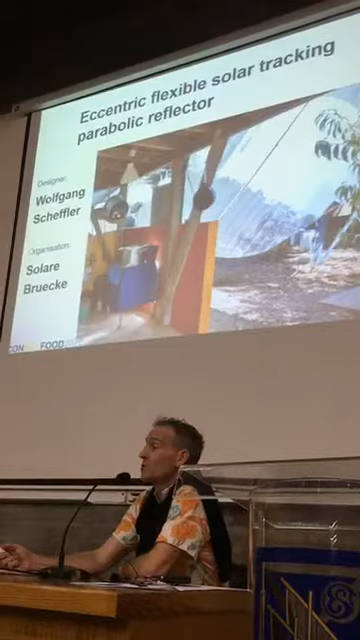 Eccentric flexible solar tracking
parabolic reflector
Designer:
Wolfgang
Scheffler
Organisation:
Solare
Bruecke
FOOD